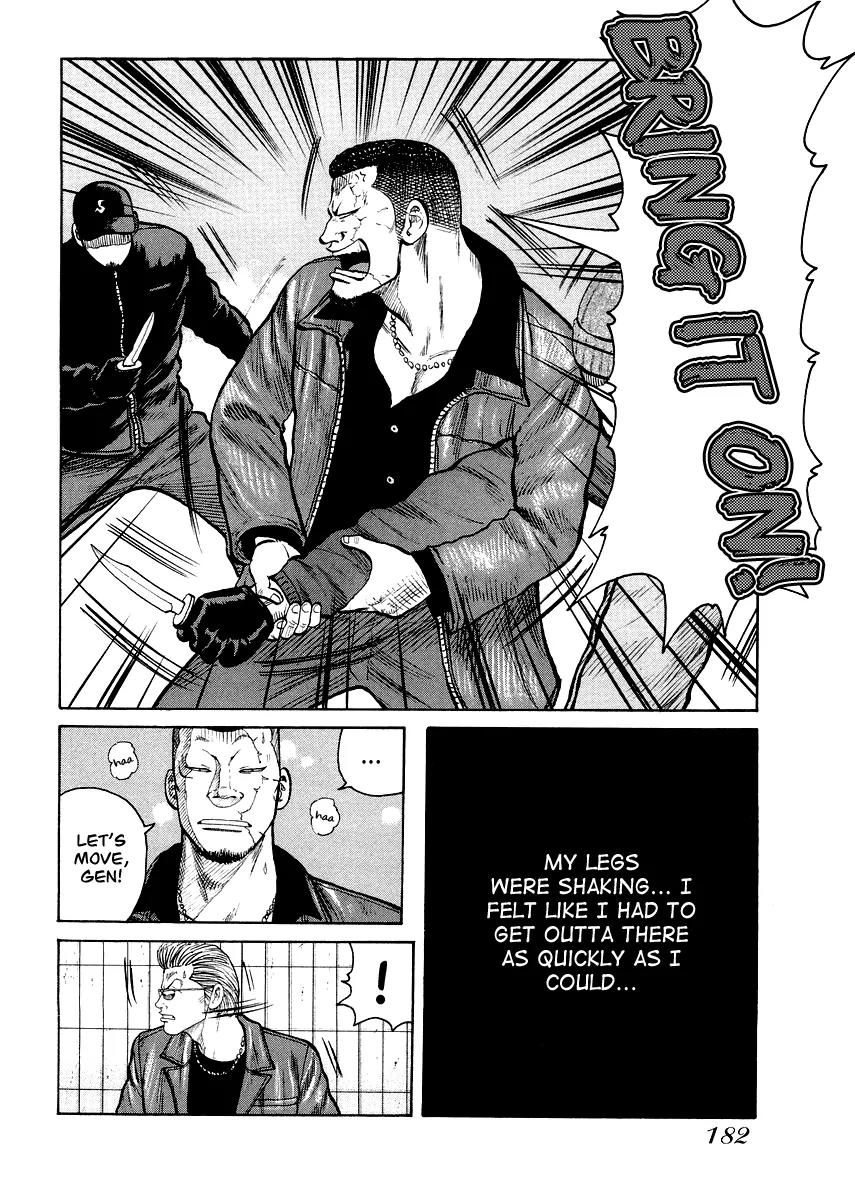 BRING IT ON!
MY LEGS
WERE SHAKING... I
FELT LIKE I HAD TO
GET OUTTA THERE
AS QUICKLY AS I
COULD...
...
haa
haa
LET'S
MOVE,
GEN!
!
182